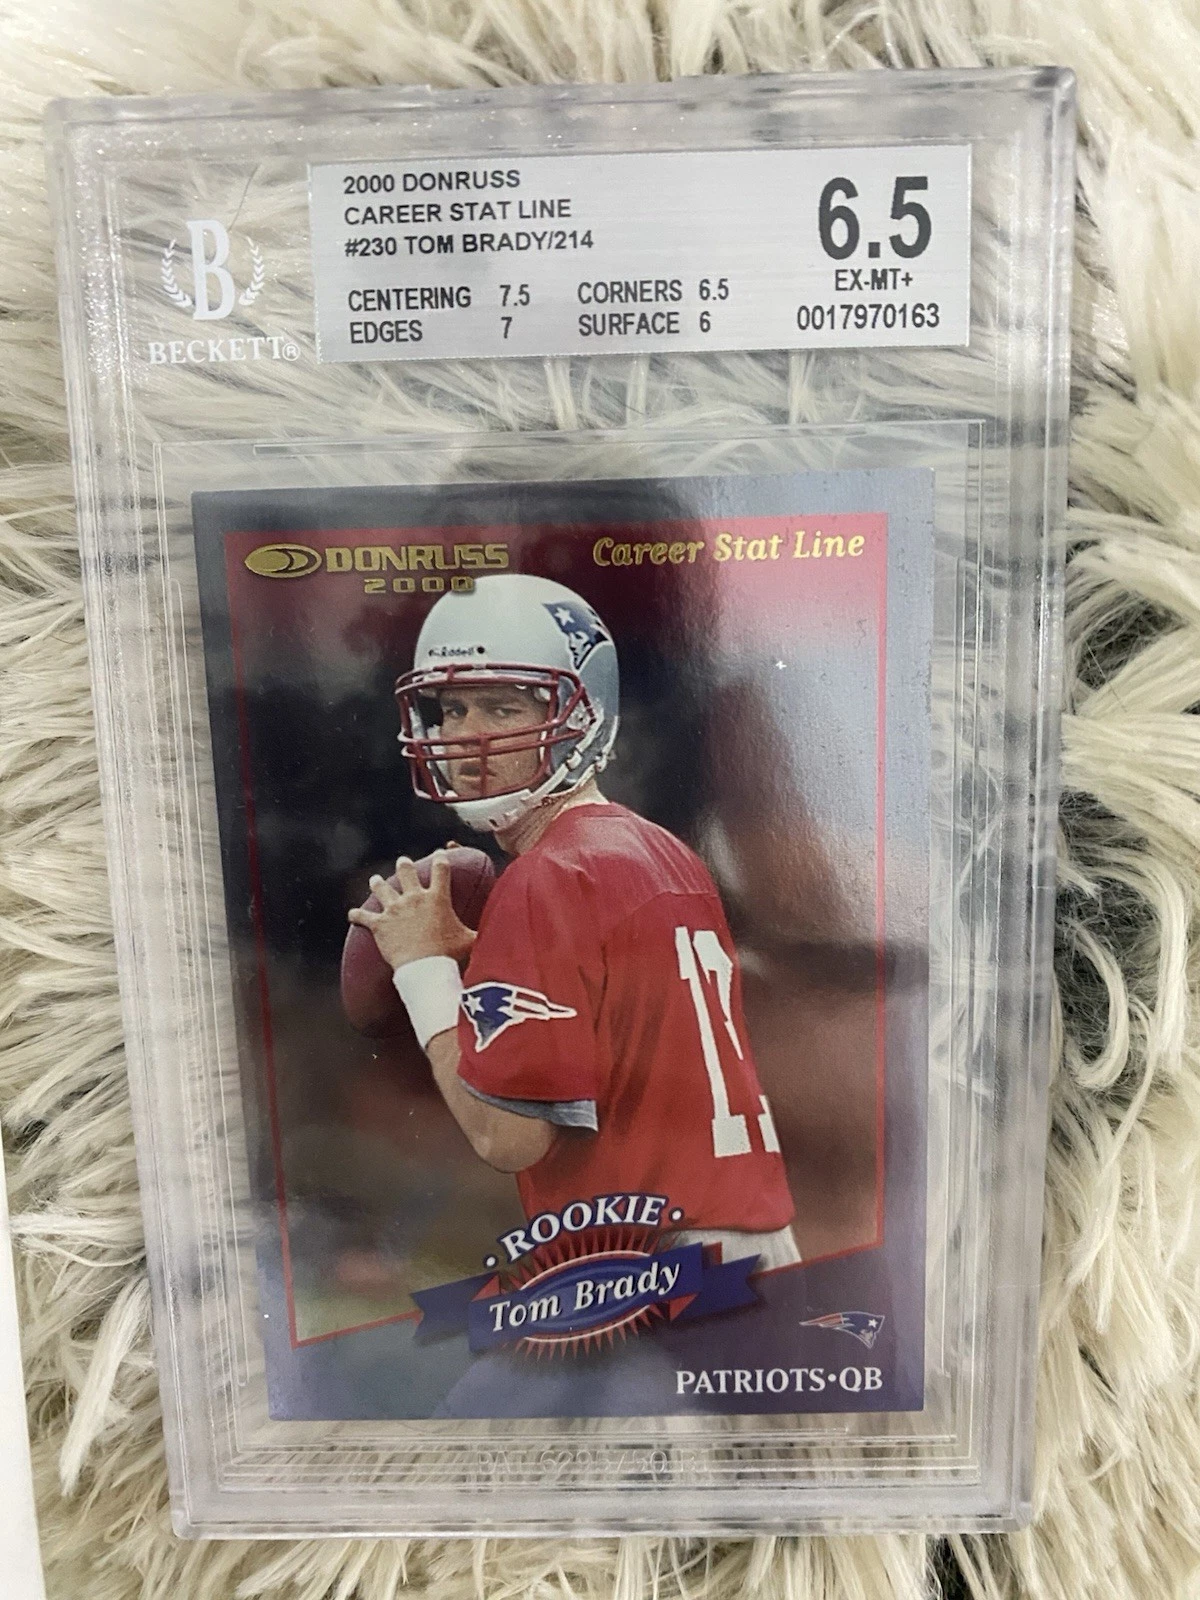 2000 DONRUSS
CAREER STAT LINE
#230 TOM BRADY/214
CENTERING 7.5 CORNERS 6.5
EDGES 7 SURFACE 6
6.5
EX-MT+
0017970163
B
BECKETT®
DONRUSS
2000
Career Stat Line
Riddell
12
•ROOKIE•
Tom Brady
PATRIOTS•QB